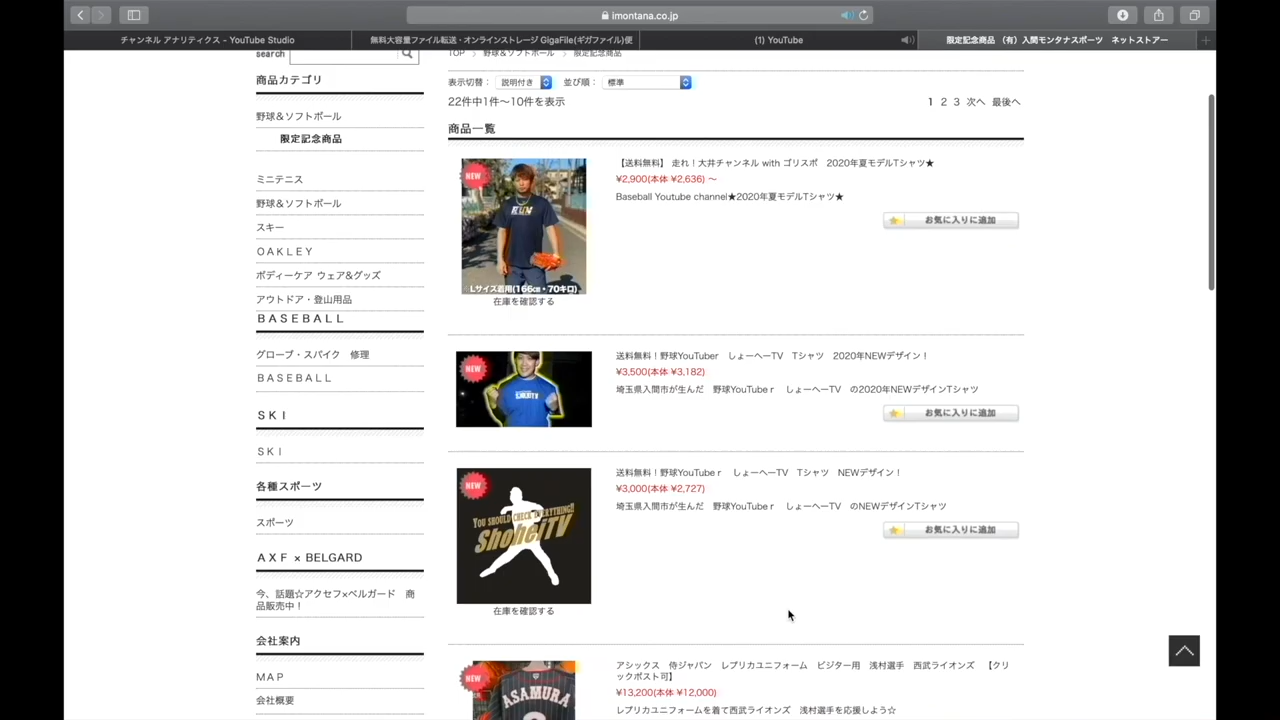 imontana.co.jp
チャンネル アナリティクス - YouTube Studio
無料大容量ファイル転送・オンラインストレージ GigaFile(ギガファイル)便
(1) YouTube
限定記念商品 （有）入間モンタナスポーツ ネットストアー
search
TOP > 野球＆ソフトボール > 限定記念商品
商品カテゴリ
野球＆ソフトボール
限定記念商品
ミニテニス
野球＆ソフトボール
スキー
ＯＡＫＬＥＹ
ボディーケア ウェア&グッズ
アウトドア・登山用品
ＢＡＳＥＢＡＬＬ
グローブ・スパイク　修理
ＢＡＳＥＢＡＬＬ
ＳＫＩ
ＳＫＩ
各種スポーツ
スポーツ
ＡＸＦ × BELGARD
今、話題☆アクセフ×ベルガード　商
品販売中！
会社案内
ＭＡＰ
会社概要
表示切替： 説明付き 並び順： 標準
22件中1件〜10件を表示
1 2 3 次へ 最後へ
商品一覧
NEW
RUN
Lサイズ着用(166㎝・70キロ)
在庫を確認する
【送料無料】 走れ！大井チャンネル with ゴリスポ　2020年夏モデルTシャツ★
¥2,900(本体 ¥2,636) 〜
Baseball Youtube channel★2020年夏モデルTシャツ★
お気に入りに追加
NEW
SHOHEITV
送料無料！野球YouTuber　しょーへーTV　Tシャツ　2020年NEWデザイン！
¥3,500(本体 ¥3,182)
埼玉県入間市が生んだ　野球YouTubeｒ　しょーへーTV　の2020年NEWデザインTシャツ
お気に入りに追加
NEW
YOU SHOULD CHECK EVERYTHING!!
ShoheiTV
在庫を確認する
送料無料！野球YouTubeｒ　しょーへーTV　Tシャツ　NEWデザイン！
¥3,000(本体 ¥2,727)
埼玉県入間市が生んだ　野球YouTubeｒ　しょーへーTV　のNEWデザインTシャツ
お気に入りに追加
NEW
ASAMURA
アシックス　侍ジャパン　レプリカユニフォーム　ビジター用　浅村選手　西武ライオンズ　【クリ
ックポスト可】
¥13,200(本体 ¥12,000)
レプリカユニフォームを着て西武ライオンズ　浅村選手を応援しよう☆